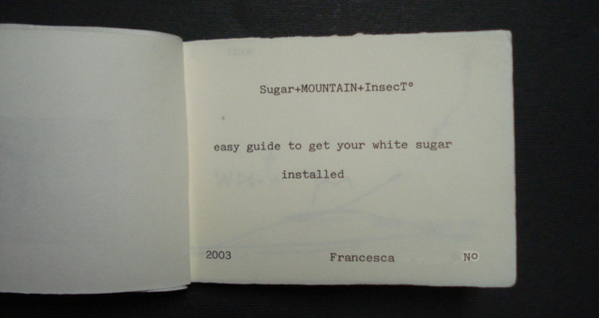 Sugar+MOUNTAIN+InsecT°
easy guide to get your white sugar
installed
2003 Francesca No